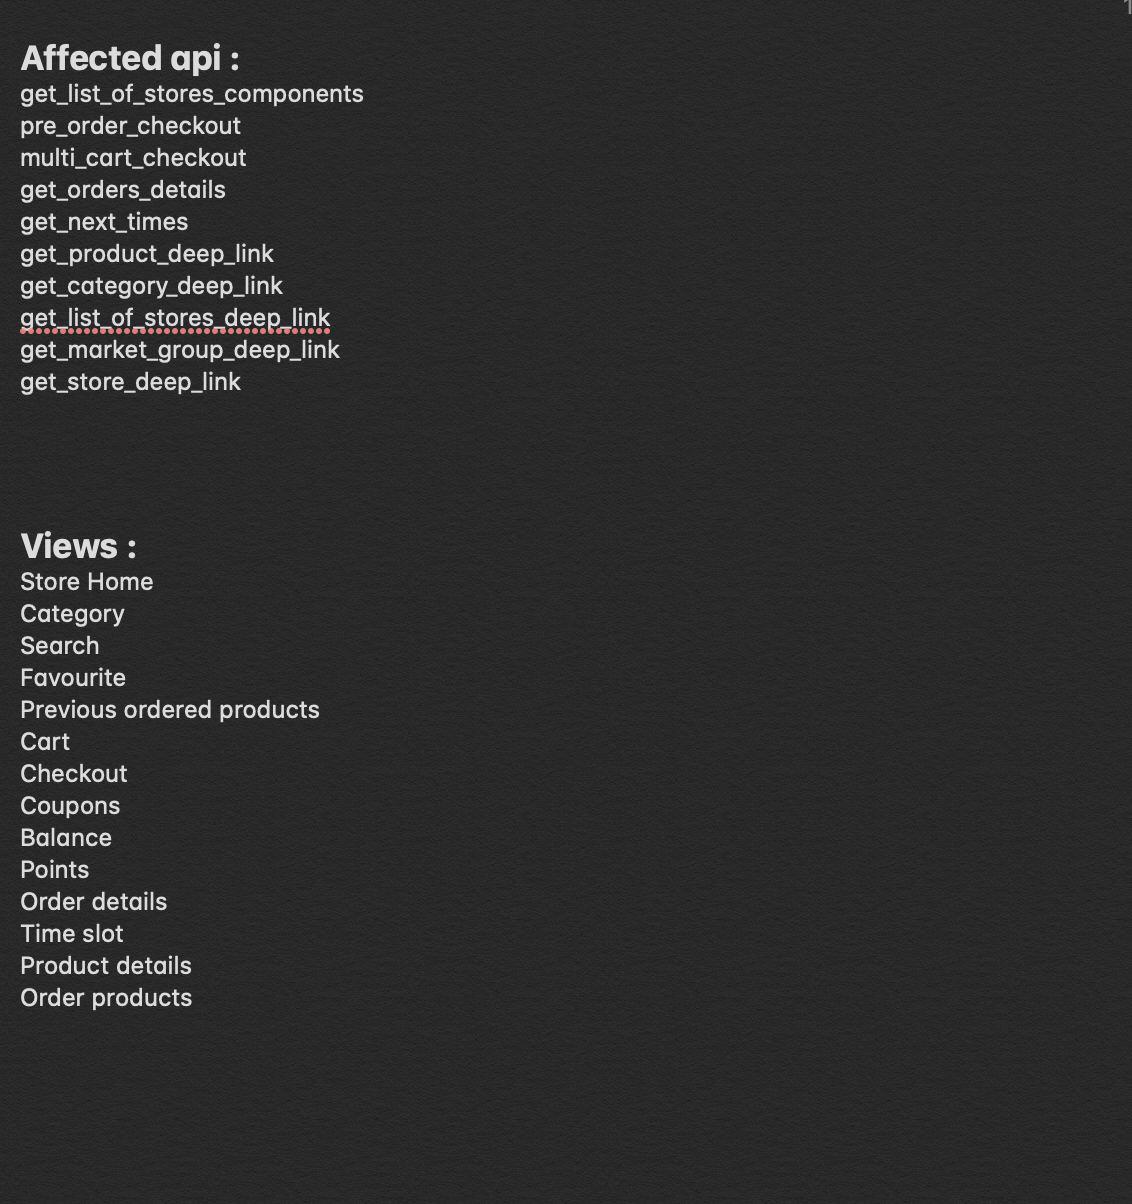 Affected api :
get_list_of_stores_components
pre_order_checkout
multi_cart_checkout
get_orders_details
get_next_times
get_product_deep_link
get_category_deep_link
get_list_of_stores_deep_link
get_market_group_deep_link
get_store_deep_link
Views :
Store Home
Category
Search
Favourite
Previous ordered products
Cart
Checkout
Coupons
Balance
Points
Order details
Time slot
Product details
Order products